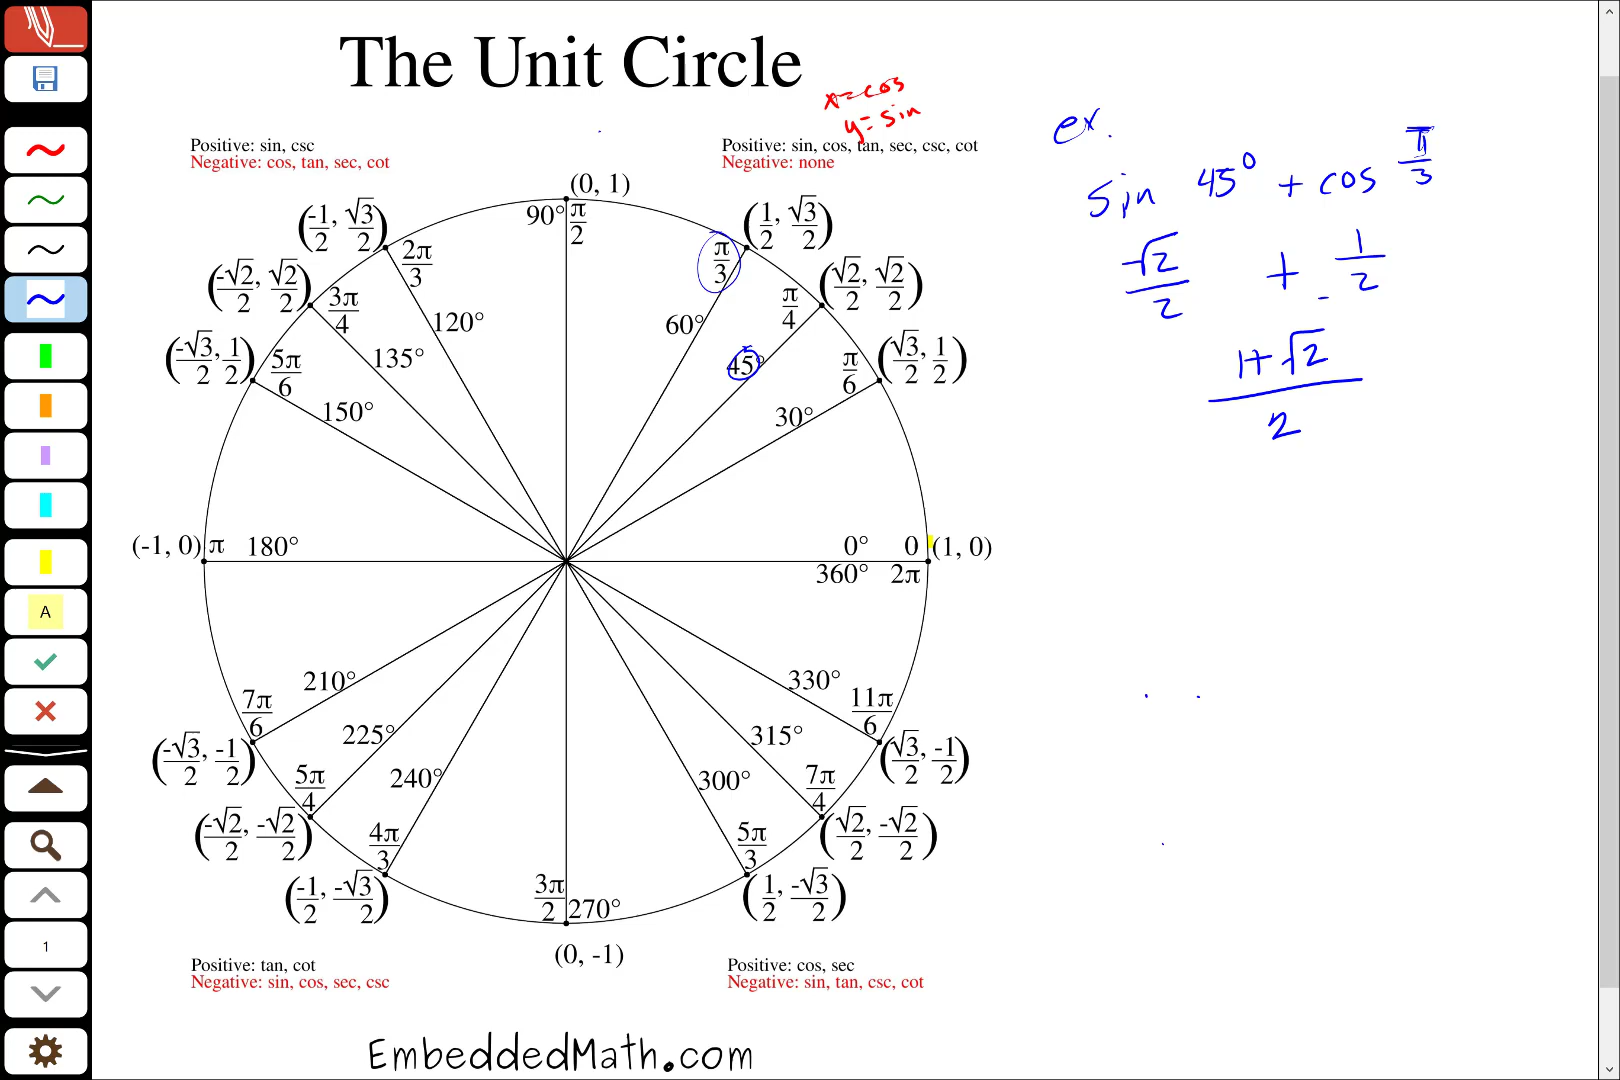 The Unit Circle
x=cos
y=sin
Positive: sin, csc
Negative: cos, tan, sec, cot
Positive: sin, cos, tan, sec, csc, cot
Negative: none
ex.
sin 45° + cos π/3
√2/2 + 1/2
1+√2
2
(0, 1)
90° π/2
(-1/2, √3/2)
2π/3
120°
(-√2/2, √2/2)
3π/4
135°
(-√3/2, 1/2)
5π/6
150°
(1/2, √3/2)
π/3
60°
(√2/2, √2/2)
π/4
45°
(√3/2, 1/2)
π/6
30°
(-1, 0) π 180°
0° 0 (1, 0)
360° 2π
210°
7π/6
(-√3/2, -1/2)
225°
5π/4
(-√2/2, -√2/2)
240°
4π/3
(-1/2, -√3/2)
330°
11π/6
(√3/2, -1/2)
315°
7π/4
(√2/2, -√2/2)
300°
5π/3
(1/2, -√3/2)
3π/2 270°
(0, -1)
Positive: tan, cot
Negative: sin, cos, sec, csc
Positive: cos, sec
Negative: sin, tan, csc, cot
EmbeddedMath.com
A
1